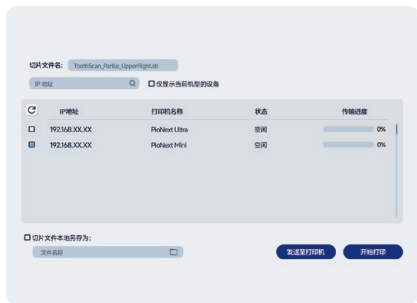 切片文件名: ToothScan_Partial_UpperRight.stl
IP 地址 仅显示当前机型的设备
IP地址 打印机名称 状态 传输进度
192.168.XX.XX PioNext Ultra 空闲 0%
192.168.XX.XX PioNext Mini 空闲 0%
切片文件本地另存为:
文件名称 发送至打印机 开始打印